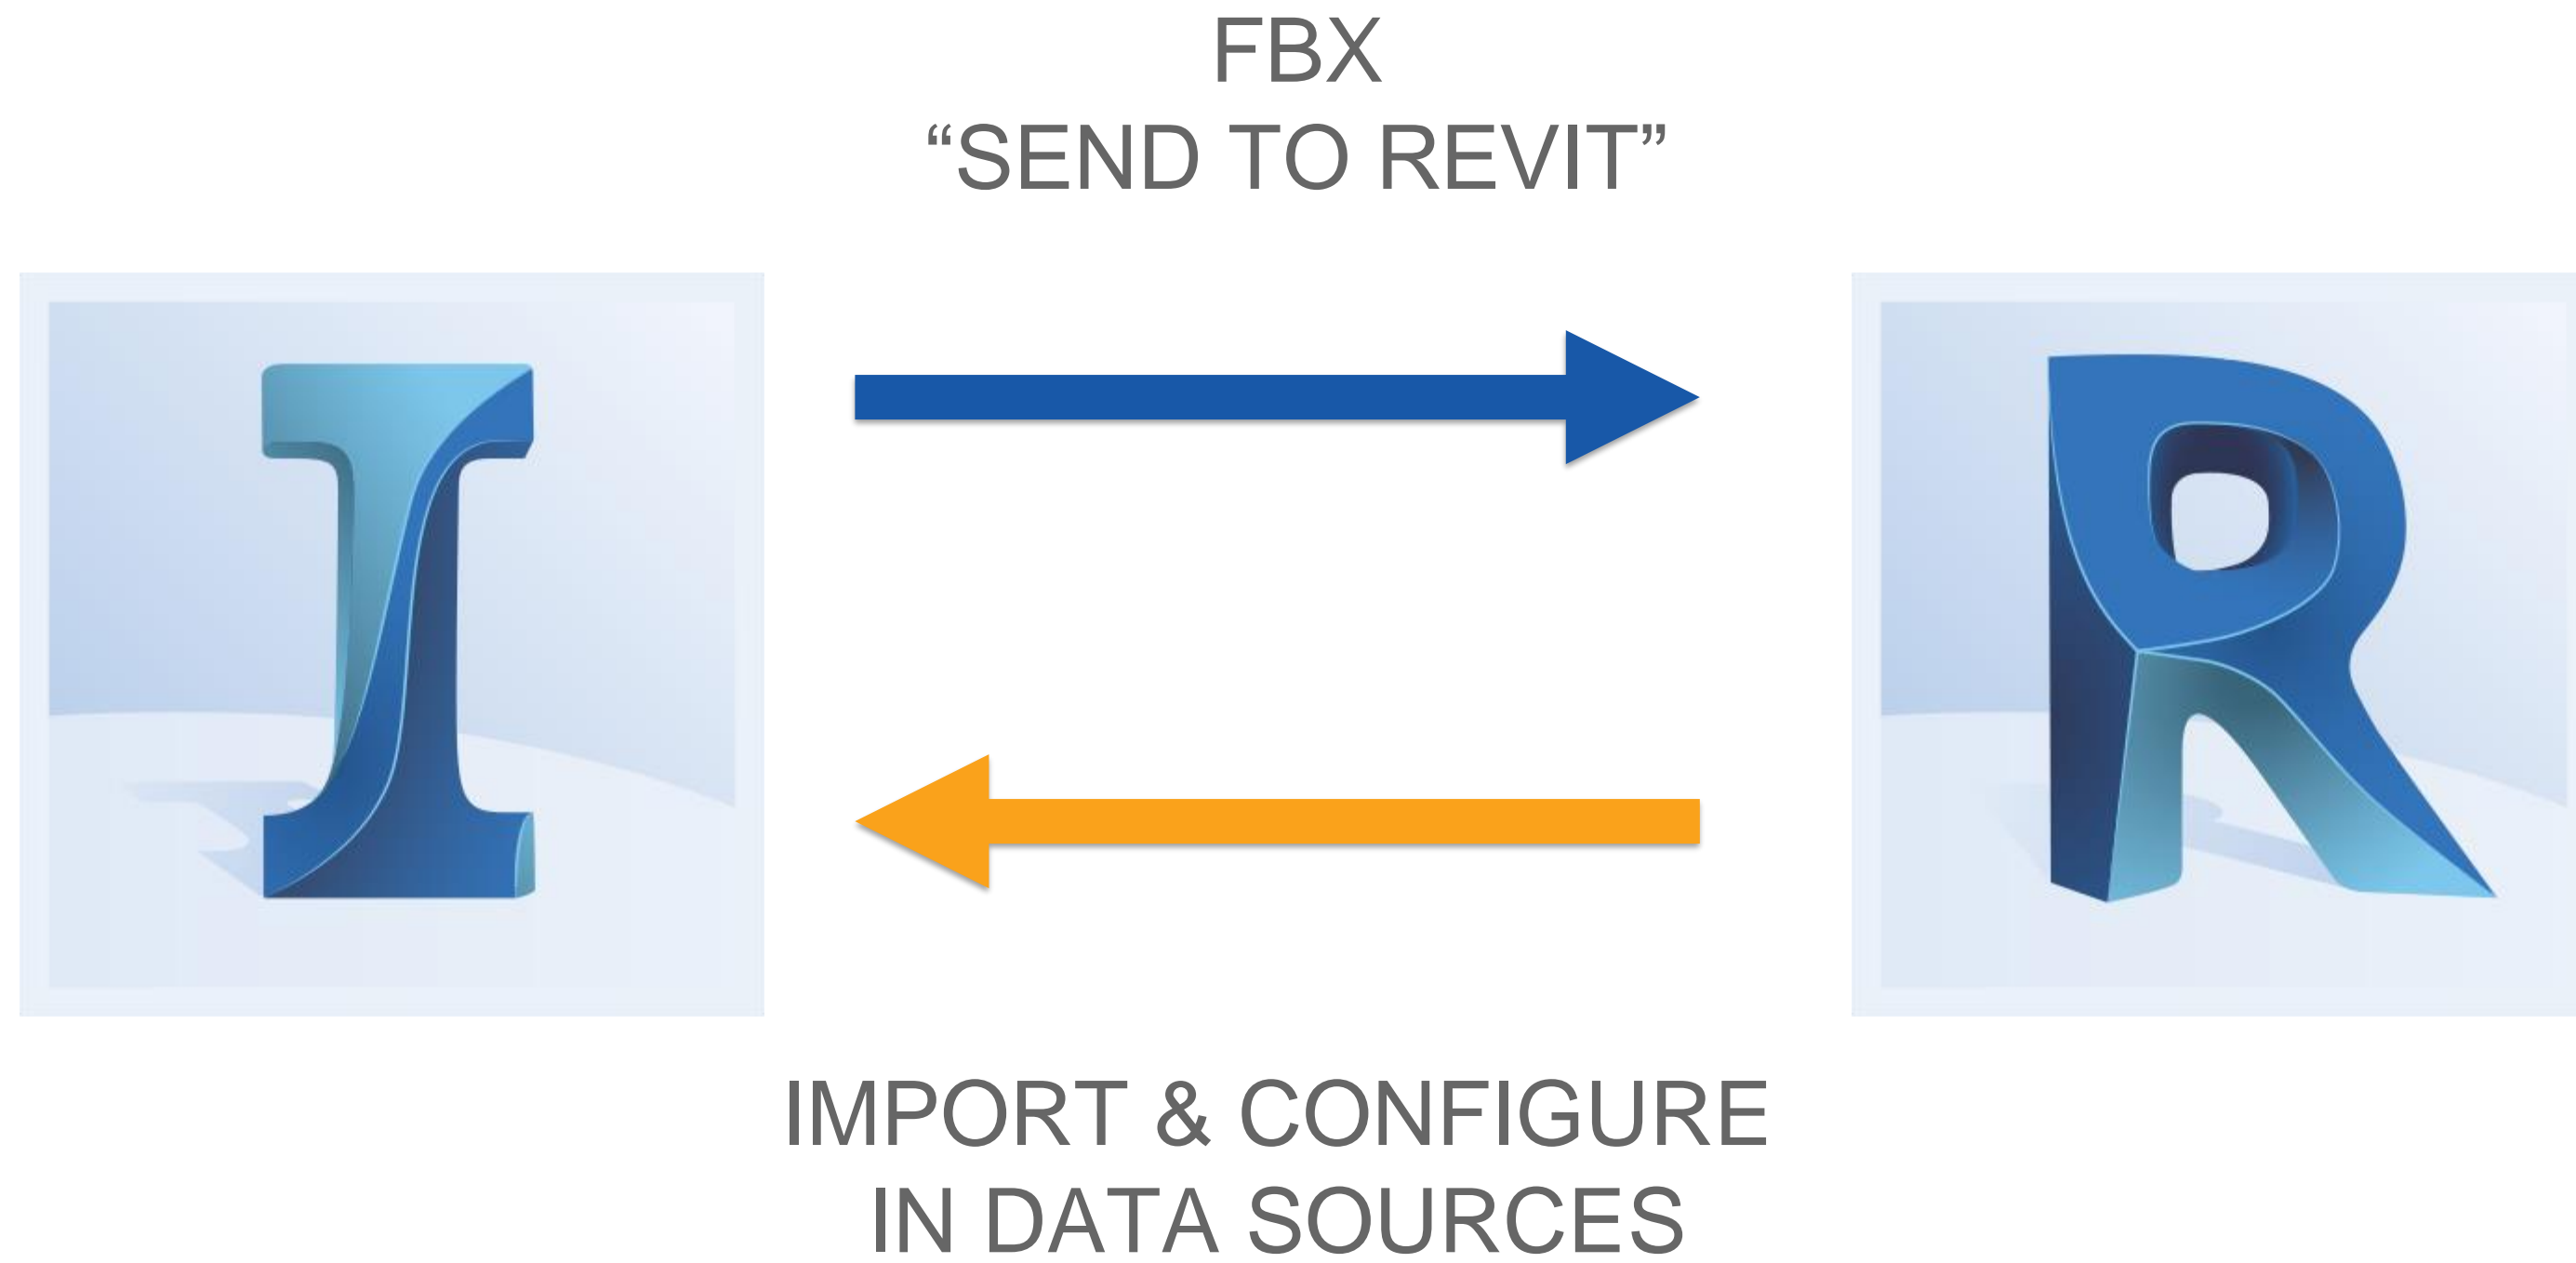 FBX
“SEND TO REVIT”
I
R
IMPORT & CONFIGURE
IN DATA SOURCES